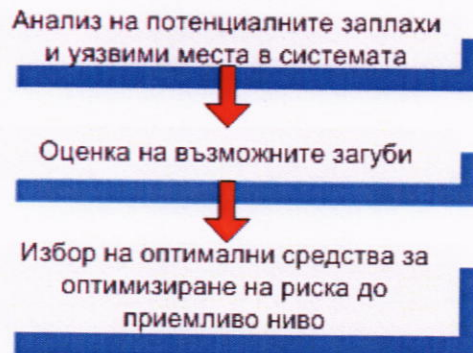 Анализ на потенциалните заплахи
и уязвими места в системата
Оценка на възможните загуби
Избор на оптимални средства за
оптимизиране на риска до
приемливо ниво